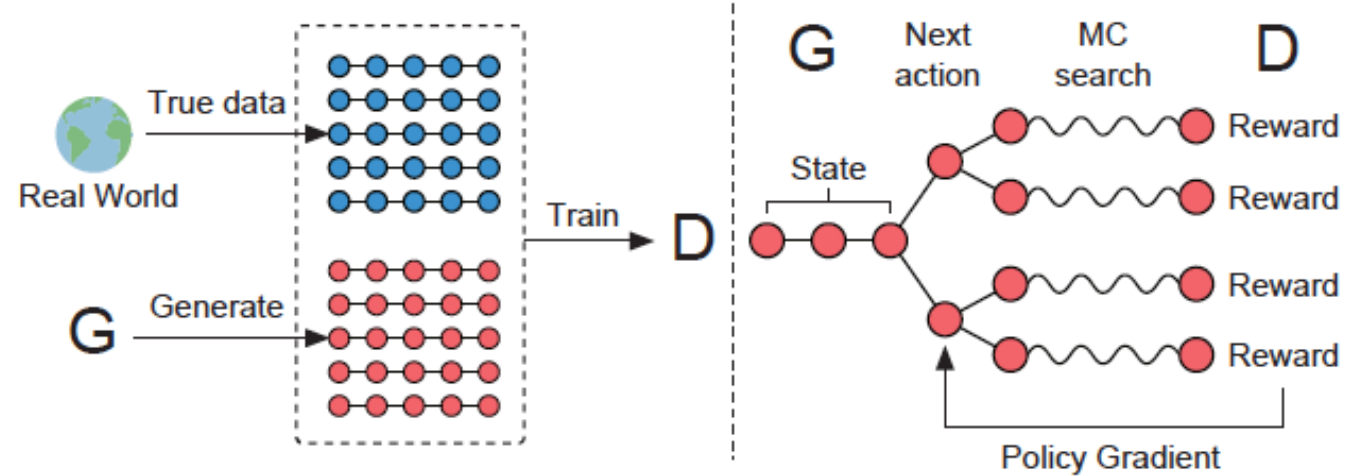 True data
Real World
G
Generate
Train
D
G
Next
action
MC
search
D
State
Reward
Reward
Reward
Reward
Policy Gradient